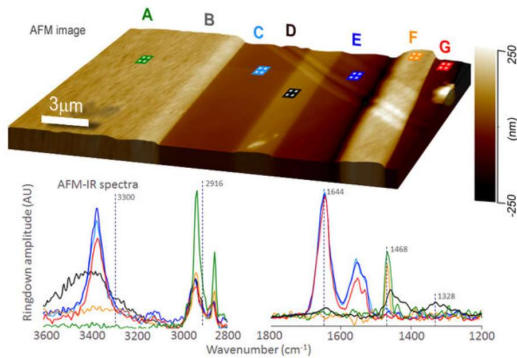 AFM image
A
B
C
D
E
F
G
3μm
250
(nm)
-250
AFM-IR spectra
Ringdown amplitude (AU)
3300
2916
1644
1468
1328
3600 3400 3200 3000 2800
1800 1600 1400 1200
Wavenumber (cm⁻¹)